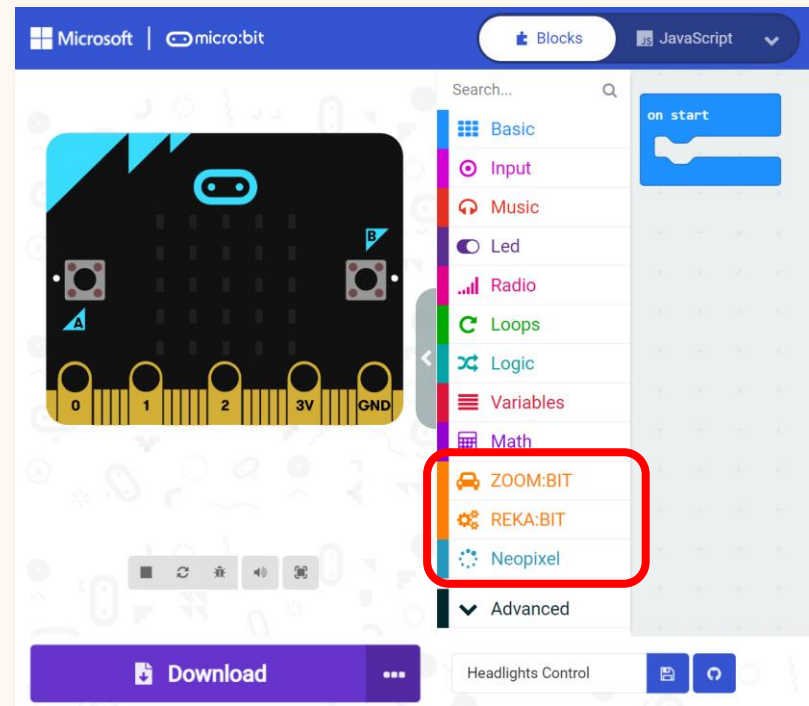 Microsoft | micro:bit
Blocks
JS JavaScript
Search...
Basic
Input
Music
Led
Radio
Loops
Logic
Variables
Math
ZOOM:BIT
REKA:BIT
Neopixel
Advanced
on start
B
A
0 1 2 3V GND
Download
Headlights Control